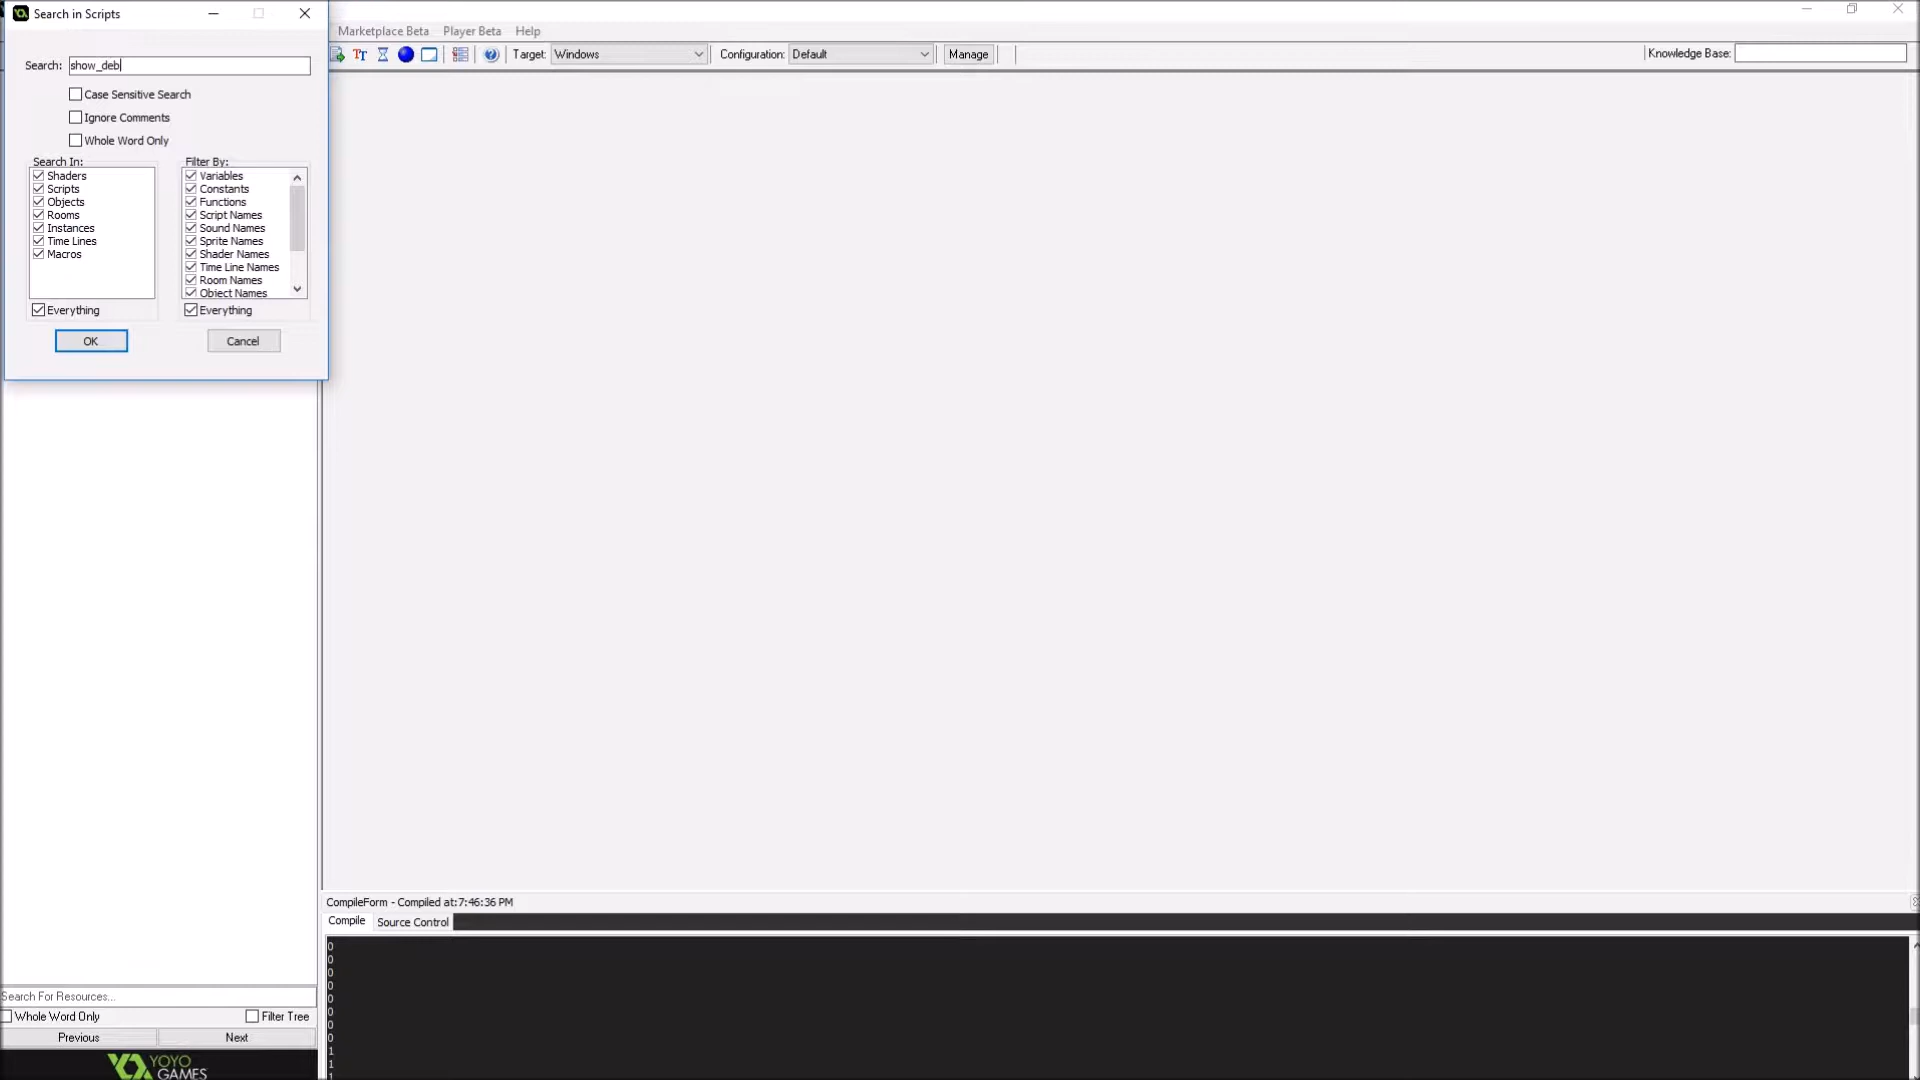 Search in Scripts
Marketplace Beta Player Beta Help
Target: Windows Configuration: Default Manage Knowledge Base:
Search: show_deb
Case Sensitive Search
Ignore Comments
Whole Word Only
Search In:
Shaders
Scripts
Objects
Rooms
Instances
Time Lines
Macros
Everything
Filter By:
Variables
Constants
Functions
Script Names
Sound Names
Sprite Names
Shader Names
Time Line Names
Room Names
Object Names
Everything
OK Cancel
CompileForm - Compiled at:7:46:36 PM
Compile Source Control
0
0
0
0
0
0
0
0
1
1
Search For Resources...
Whole Word Only Filter Tree
Previous Next
YOYO
GAMES